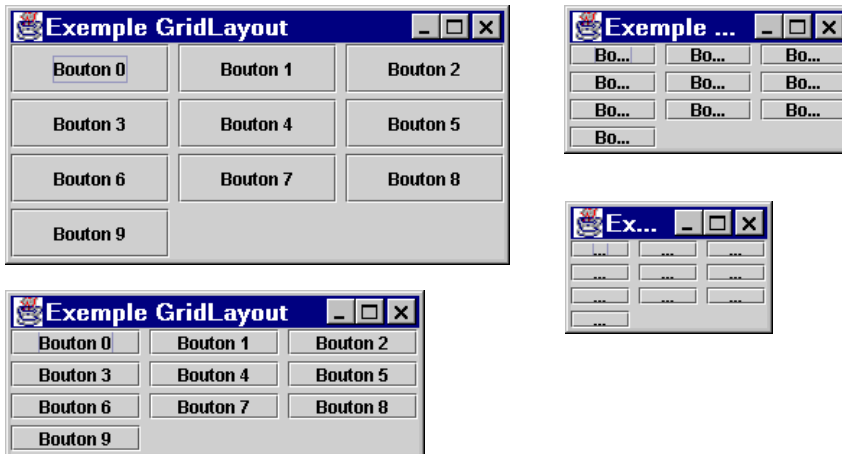 Exemple GridLayout
Bouton 0 Bouton 1 Bouton 2
Bouton 3 Bouton 4 Bouton 5
Bouton 6 Bouton 7 Bouton 8
Bouton 9
Exemple ...
Bo... Bo... Bo...
Bo... Bo... Bo...
Bo... Bo... Bo...
Bo...
Ex...
... ... ...
... ... ...
... ... ...
...
Exemple GridLayout
Bouton 0 Bouton 1 Bouton 2
Bouton 3 Bouton 4 Bouton 5
Bouton 6 Bouton 7 Bouton 8
Bouton 9